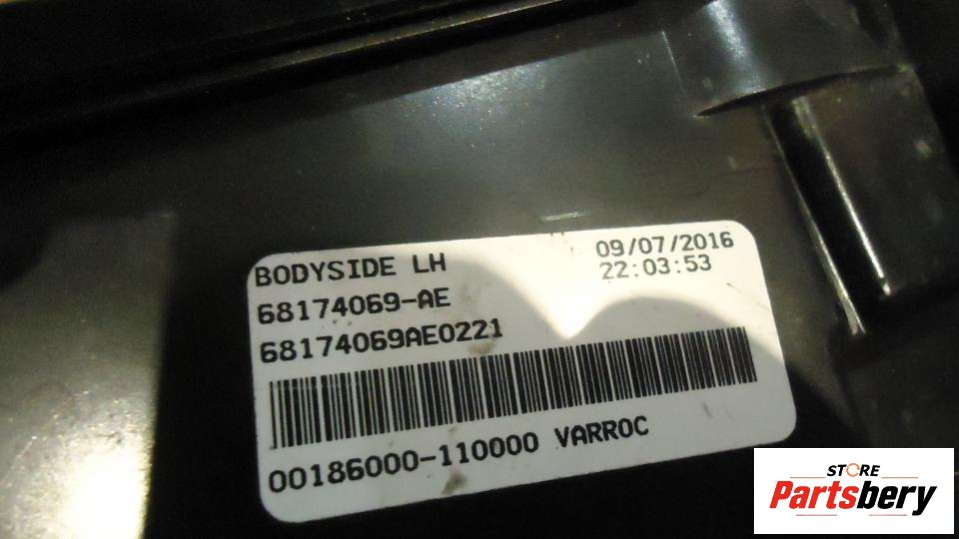 BODYSIDE LH
09/07/2016
22:03:53
68174069-AE
68174069AE0221
00186000-110000 VARROC
STORE
Partsbery